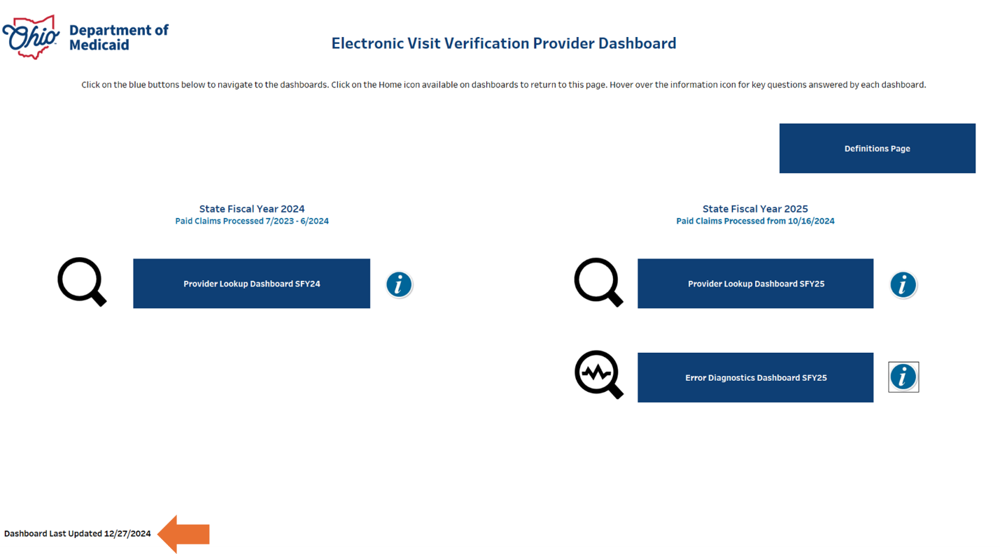 Ohio
Department of
Medicaid
Electronic Visit Verification Provider Dashboard
Click on the blue buttons below to navigate to the dashboards. Click on the Home icon available on dashboards to return to this page. Hover over the information icon for key questions answered by each dashboard.
Definitions Page
State Fiscal Year 2024
Paid Claims Processed 7/2023 - 6/2024
Provider Lookup Dashboard SFY24
i
State Fiscal Year 2025
Paid Claims Processed from 10/16/2024
Provider Lookup Dashboard SFY25
i
Error Diagnostics Dashboard SFY25
i
Dashboard Last Updated 12/27/2024